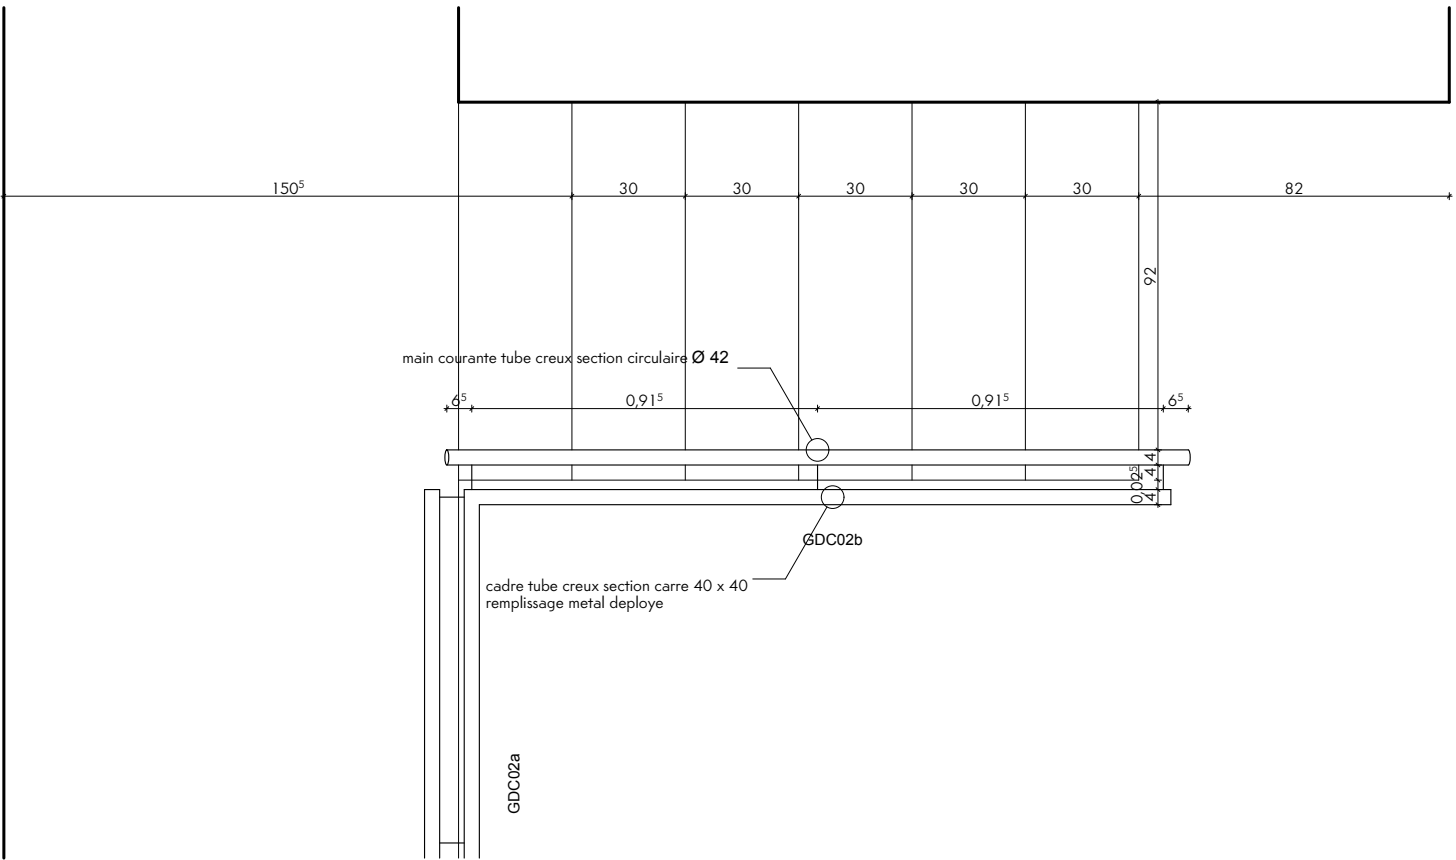 150⁵ 30 30 30 30 30 82
92
main courante tube creux section circulaire Ø 42
6⁵ 0,91⁵ 0,91⁵ 6⁵
4
4
0,02⁵
4
GDC02b
cadre tube creux section carre 40 x 40
remplissage metal deploye
GDC02a